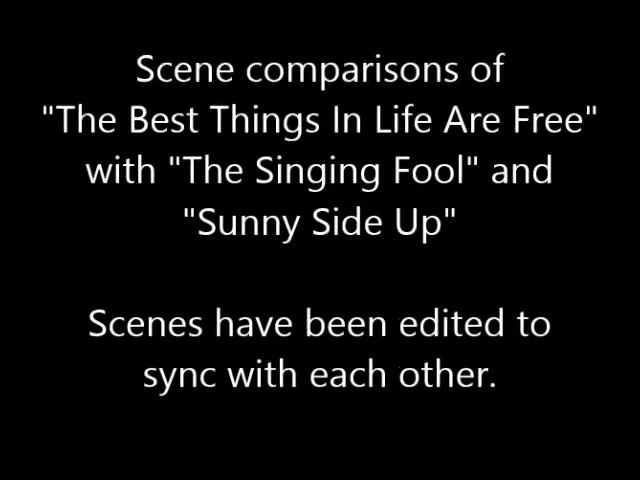 Scene comparisons of
"The Best Things In Life Are Free"
with "The Singing Fool" and
"Sunny Side Up"
Scenes have been edited to
sync with each other.